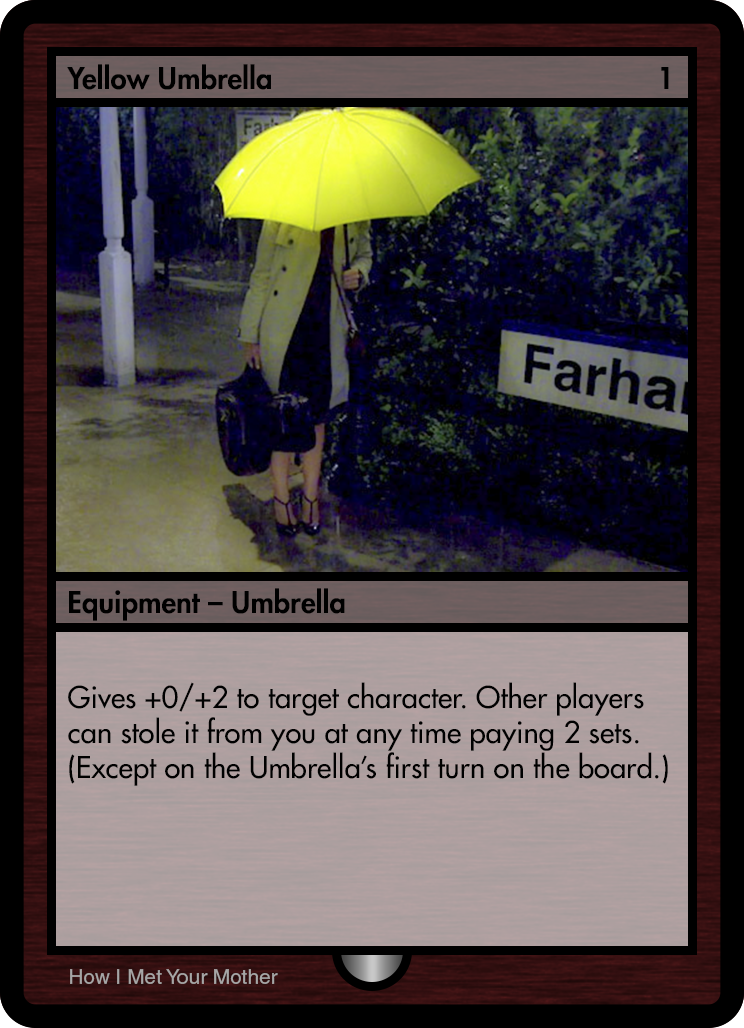 Yellow Umbrella 1
Farha
Equipment – Umbrella
Gives +0/+2 to target character. Other players
can stole it from you at any time paying 2 sets.
(Except on the Umbrella's first turn on the board.)
How I Met Your Mother